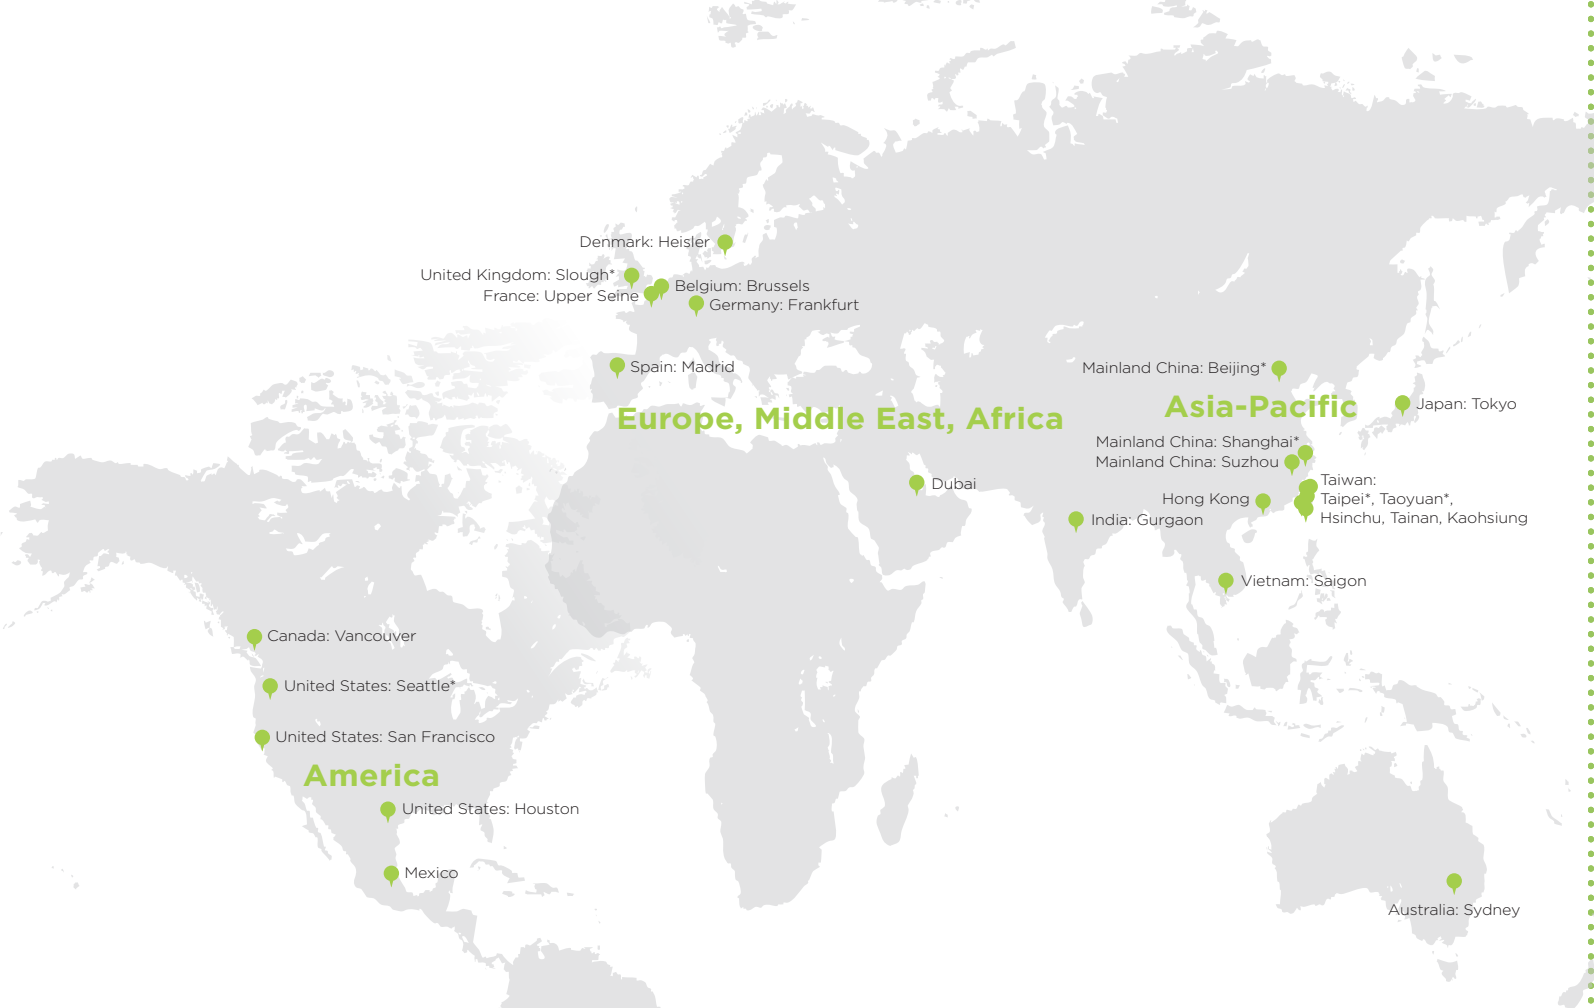 Denmark: Heisler
United Kingdom: Slough*
France: Upper Seine
Belgium: Brussels
Germany: Frankfurt
Spain: Madrid
Europe, Middle East, Africa
Dubai
Mainland China: Beijing*
Asia-Pacific
Japan: Tokyo
Mainland China: Shanghai*
Mainland China: Suzhou
Taiwan:
Taipei*, Taoyuan*,
Hsinchu, Tainan, Kaohsiung
Hong Kong
India: Gurgaon
Vietnam: Saigon
Canada: Vancouver
United States: Seattle*
United States: San Francisco
America
United States: Houston
Mexico
Australia: Sydney